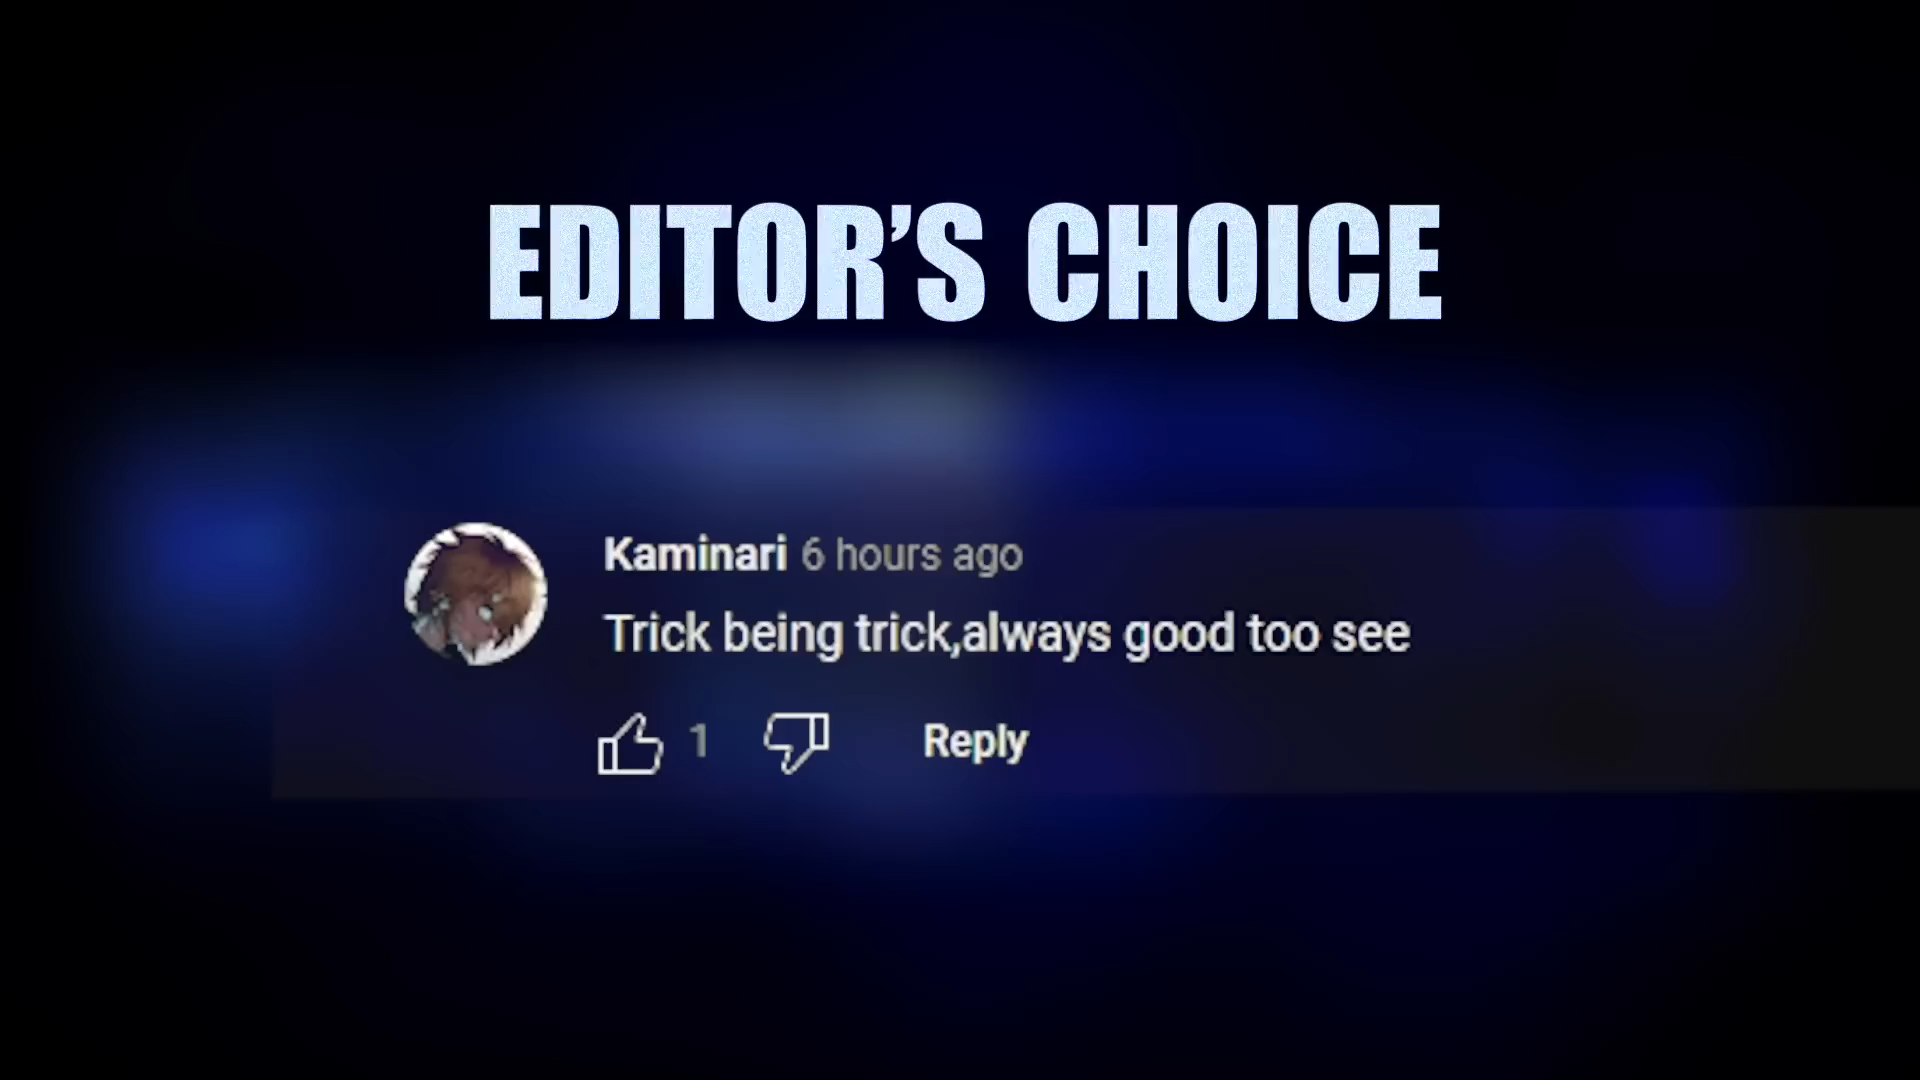 EDITOR’S CHOICE
Kaminari 6 hours ago
Trick being trick,always good too see
1 Reply